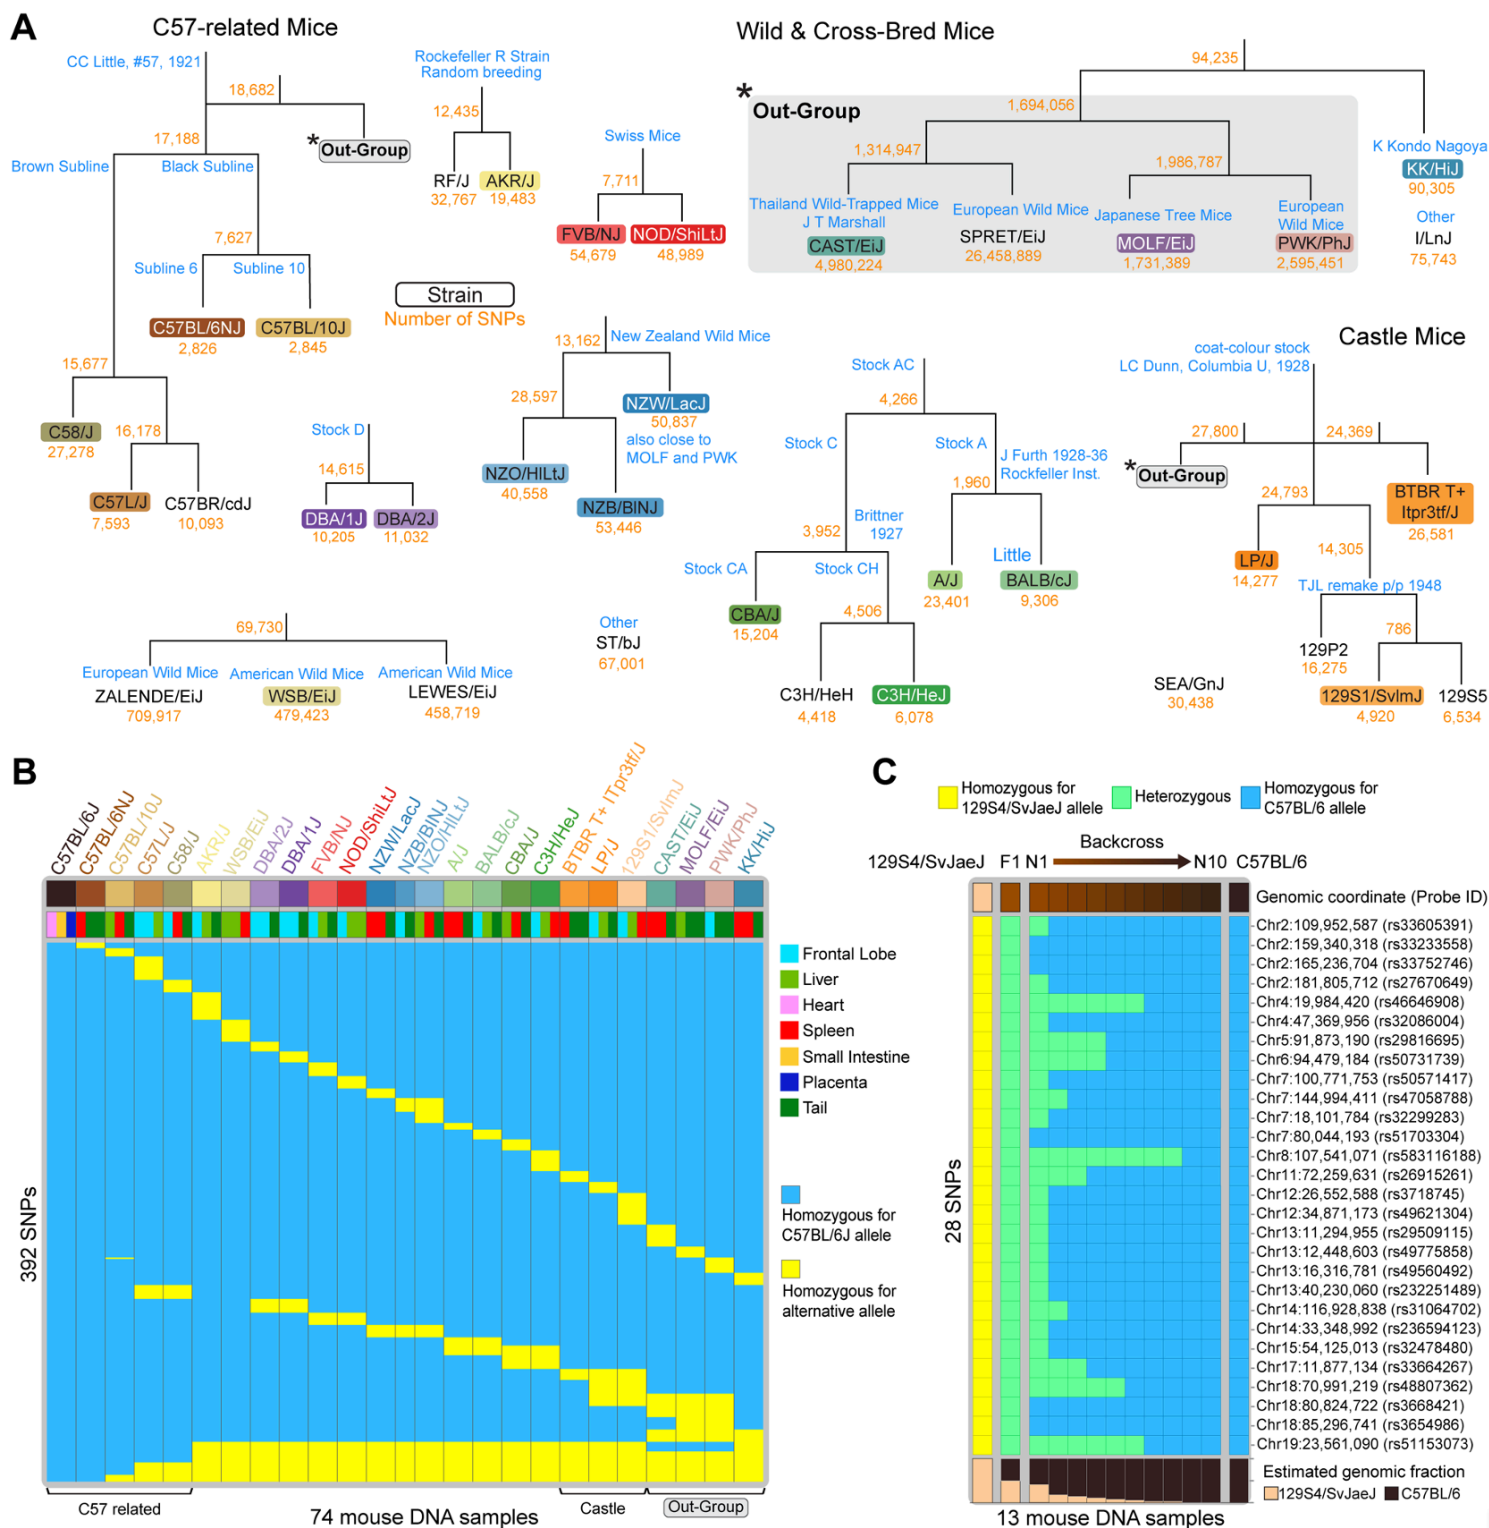 A
C57-related Mice
CC Little, #57, 1921
18,682
17,188
* Out-Group
Brown Subline
Black Subline
7,627
Subline 6
Subline 10
C57BL/6NJ
2,826
C57BL/10J
2,845
15,677
C58/J
27,278
16,178
C57L/J
7,593
C57BR/cdJ
10,093
Rockefeller R Strain
Random breeding
12,435
RF/J
32,767
AKR/J
19,483
Swiss Mice
7,711
FVB/NJ
54,679
NOD/ShiLtJ
48,989
Strain
Number of SNPs
Stock D
14,615
DBA/1J
10,205
DBA/2J
11,032
13,162
New Zealand Wild Mice
28,597
NZW/LacJ
50,837
also close to
MOLF and PWK
NZO/HILtJ
40,558
NZB/BINJ
53,446
69,730
European Wild Mice
ZALENDE/EiJ
709,917
American Wild Mice
WSB/EiJ
479,423
American Wild Mice
LEWES/EiJ
458,719
Other
ST/bJ
67,001
Wild & Cross-Bred Mice
94,235
*
Out-Group
1,694,056
1,314,947
1,986,787
Thailand Wild-Trapped Mice
J T Marshall
CAST/EiJ
4,980,224
European Wild Mice
SPRET/EiJ
26,458,889
Japanese Tree Mice
MOLF/EiJ
1,731,389
European
Wild Mice
PWK/PhJ
2,595,451
K Kondo Nagoya
KK/HiJ
90,305
Other
I/LnJ
75,743
Stock AC
4,266
Stock C
Stock A
J Furth 1928-36
Rockfeller Inst.
1,960
3,952
Brittner
1927
Little
Stock CA
Stock CH
A/J
23,401
BALB/cJ
9,306
CBA/J
15,204
4,506
C3H/HeH
4,418
C3H/HeJ
6,078
Castle Mice
coat-colour stock
LC Dunn, Columbia U, 1928
27,800
24,369
* Out-Group
24,793
BTBR T+
Itpr3tf/J
26,581
LP/J
14,277
14,305
TJL remake p/p 1948
786
129P2
16,275
129S1/SvImJ
4,920
129S5
6,534
SEA/GnJ
30,438
B
C57BL/6J
C57BL/6NJ
C57BL/10J
C57L/J
C58/J
AKR/J
WSB/EiJ
DBA/2J
DBA/1J
FVB/NJ
NOD/ShiLtJ
NZW/LacJ
NZB/BINJ
NZO/HILtJ
A/J
BALB/cJ
CBA/J
C3H/HeJ
BTBR T+ ITpr3tf/J
LP/J
129S1/SvImJ
CAST/EiJ
MOLF/EiJ
PWK/PhJ
KK/HiJ
Frontal Lobe
Liver
Heart
Spleen
Small Intestine
Placenta
Tail
Homozygous for
C57BL/6J allele
Homozygous for
alternative allele
392 SNPs
C57 related
74 mouse DNA samples
Castle
Out-Group
C
Homozygous for
129S4/SvJaeJ allele
Heterozygous
Homozygous for
C57BL/6 allele
Backcross
129S4/SvJaeJ F1 N1 N10 C57BL/6
Genomic coordinate (Probe ID)
Chr2:109,952,587 (rs33605391)
Chr2:159,340,318 (rs33233558)
Chr2:165,236,704 (rs33752746)
Chr2:181,805,712 (rs27670649)
Chr4:19,984,420 (rs46646908)
Chr4:47,369,956 (rs32086004)
Chr5:91,873,190 (rs29816695)
Chr6:94,479,184 (rs50731739)
Chr7:100,771,753 (rs50571417)
Chr7:144,994,411 (rs47058788)
Chr7:18,101,784 (rs32299283)
Chr7:80,044,193 (rs51703304)
Chr8:107,541,071 (rs583116188)
Chr11:72,259,631 (rs26915261)
Chr12:26,552,588 (rs3718745)
Chr12:34,871,173 (rs49621304)
Chr13:11,294,955 (rs29509115)
Chr13:12,448,603 (rs49775858)
Chr13:16,316,781 (rs49560492)
Chr13:40,230,060 (rs232251489)
Chr14:116,928,838 (rs31064702)
Chr14:33,348,992 (rs236594123)
Chr15:54,125,013 (rs32478480)
Chr17:11,877,134 (rs33664267)
Chr18:70,991,219 (rs48807362)
Chr18:80,824,722 (rs3668421)
Chr18:85,296,741 (rs3654986)
Chr19:23,561,090 (rs51153073)
28 SNPs
Estimated genomic fraction
129S4/SvJaeJ
C57BL/6
13 mouse DNA samples